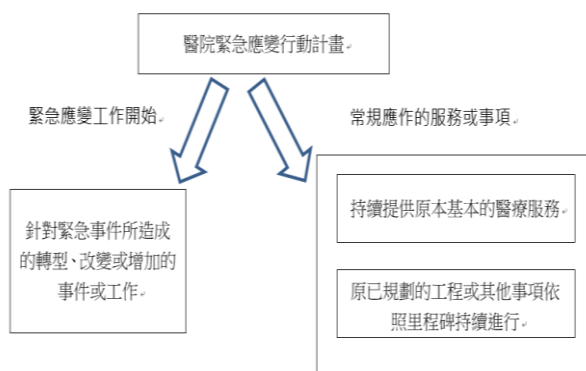 醫院緊急應變行動計畫
緊急應變工作開始
常規應作的服務或事項
針對緊急事件所造成
的轉型、改變或增加的
事件或工作
持續提供原本基本的醫療服務
原已規劃的工程或其他事項依
照里程碑持續進行